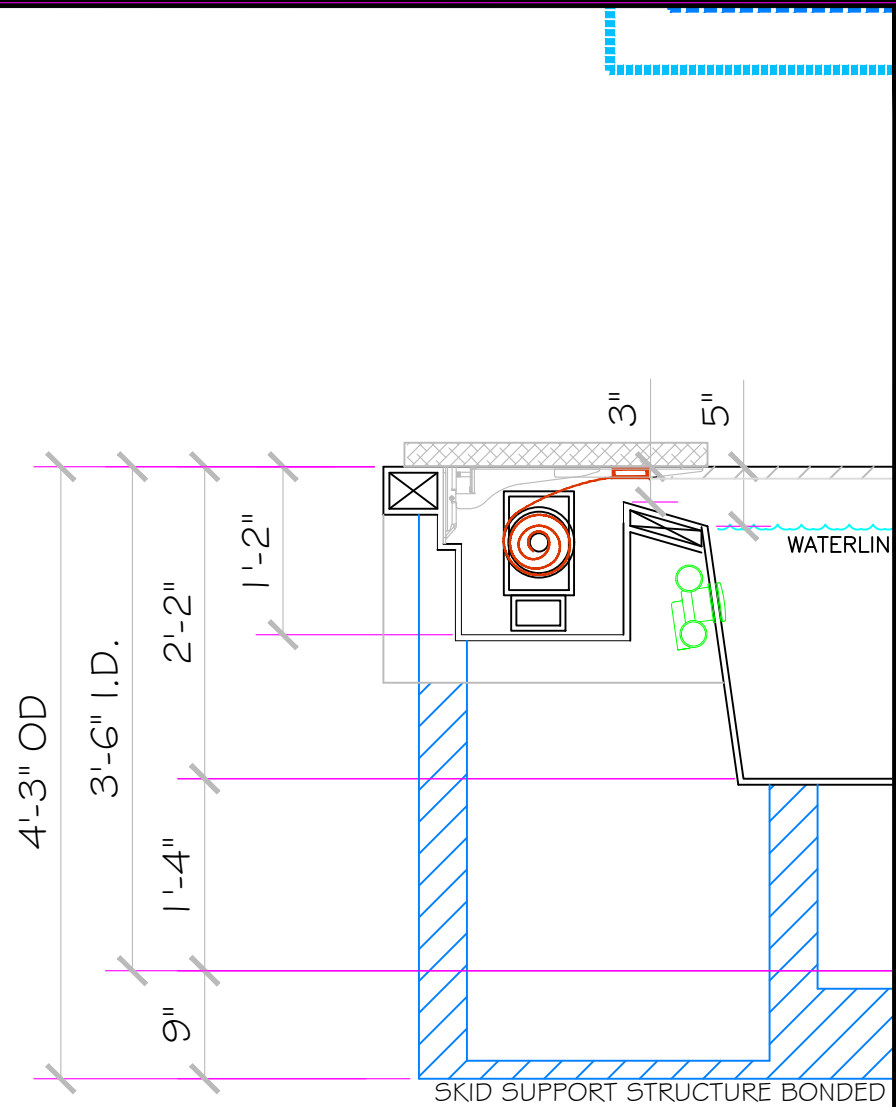 3"
5"
WATERLIN
1'-2"
2'-2"
3'-6" I.D.
4'-3" OD
1'-4"
9"
SKID SUPPORT STRUCTURE BONDED